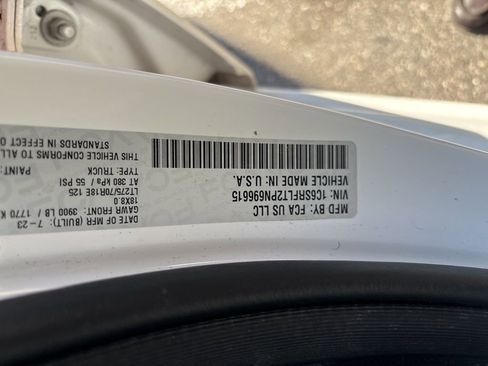 MFD BY: FCA US LLC
VIN: 1C6SRFLT2PN696615
VEHICLE MADE IN: U.S.A.
DATE OF MFR (BUILT): 7-23
GAWR FRONT: 3900 LB / 1770 K
18X8.0
LT275/70R18E 125
AT 380 kPa / 55 PSI
TYPE: TRUCK PAINT:
THIS VEHICLE CONFORMS TO ALL
STANDARDS IN EFFECT O